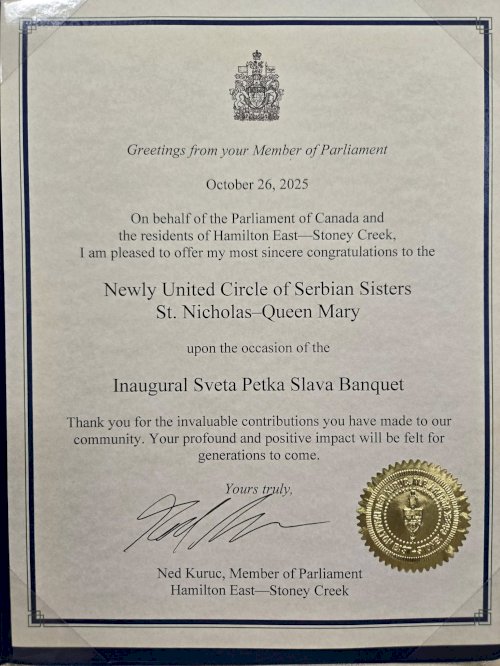 Greetings from your Member of Parliament
October 26, 2025
On behalf of the Parliament of Canada and
the residents of Hamilton East—Stoney Creek,
I am pleased to offer my most sincere congratulations to the
Newly United Circle of Serbian Sisters
St. Nicholas–Queen Mary
upon the occasion of the
Inaugural Sveta Petka Slava Banquet
Thank you for the invaluable contributions you have made to our
community. Your profound and positive impact will be felt for
generations to come.
Yours truly,
Ned Kuruc, Member of Parliament
Hamilton East—Stoney Creek